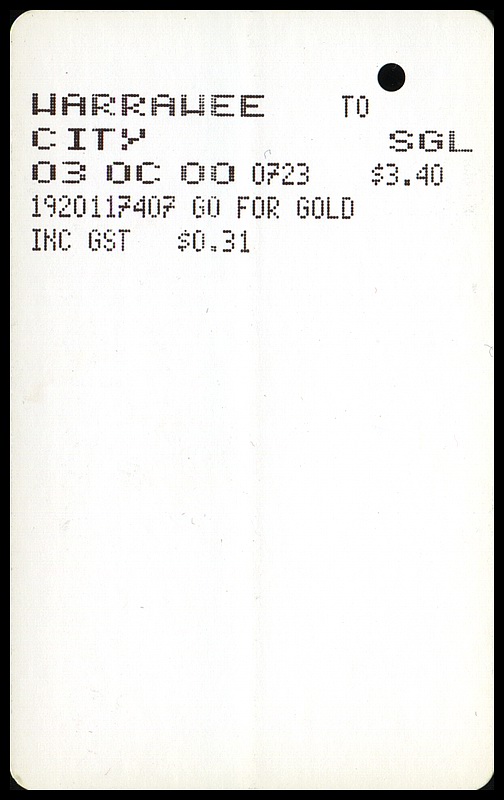 WARRAWEE TO
CITY SGL
03 OC 00 0723 $3.40
1920117407 GO FOR GOLD
INC GST $0.31